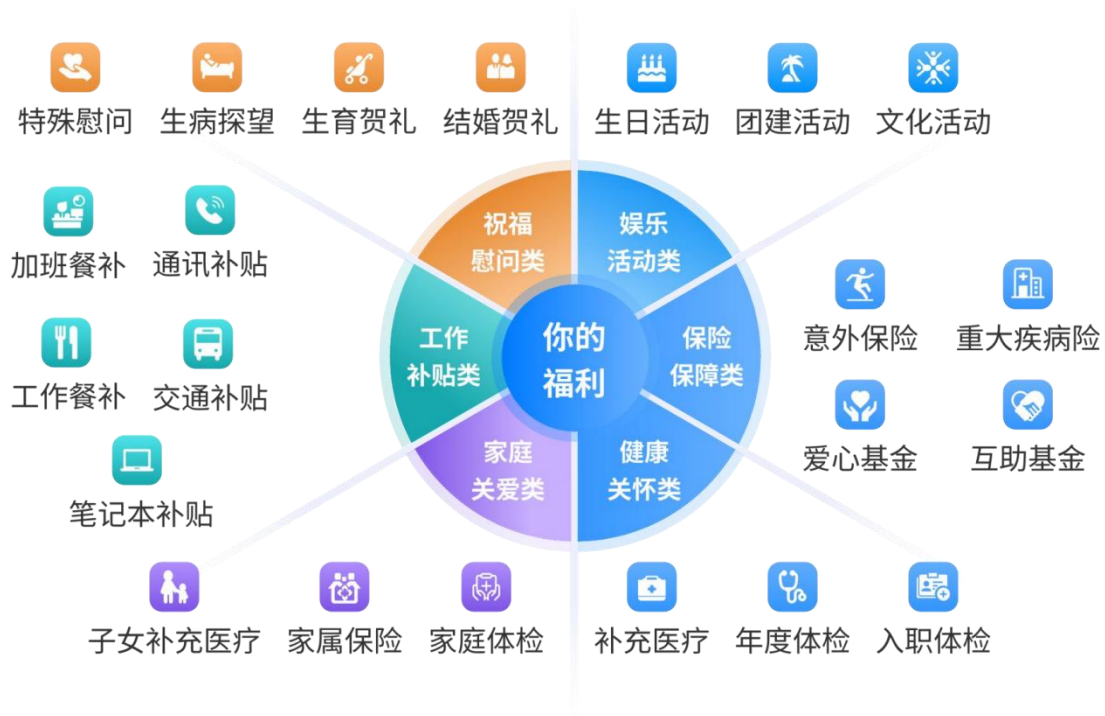 特殊慰问
生病探望
生育贺礼
结婚贺礼
生日活动
团建活动
文化活动
加班餐补
通讯补贴
工作餐补
交通补贴
笔记本补贴
祝福
慰问类
娱乐
活动类
工作
补贴类
你的
福利
保险
保障类
家庭
关爱类
健康
关怀类
意外保险
重大疾病险
爱心基金
互助基金
子女补充医疗
家属保险
家庭体检
补充医疗
年度体检
入职体检